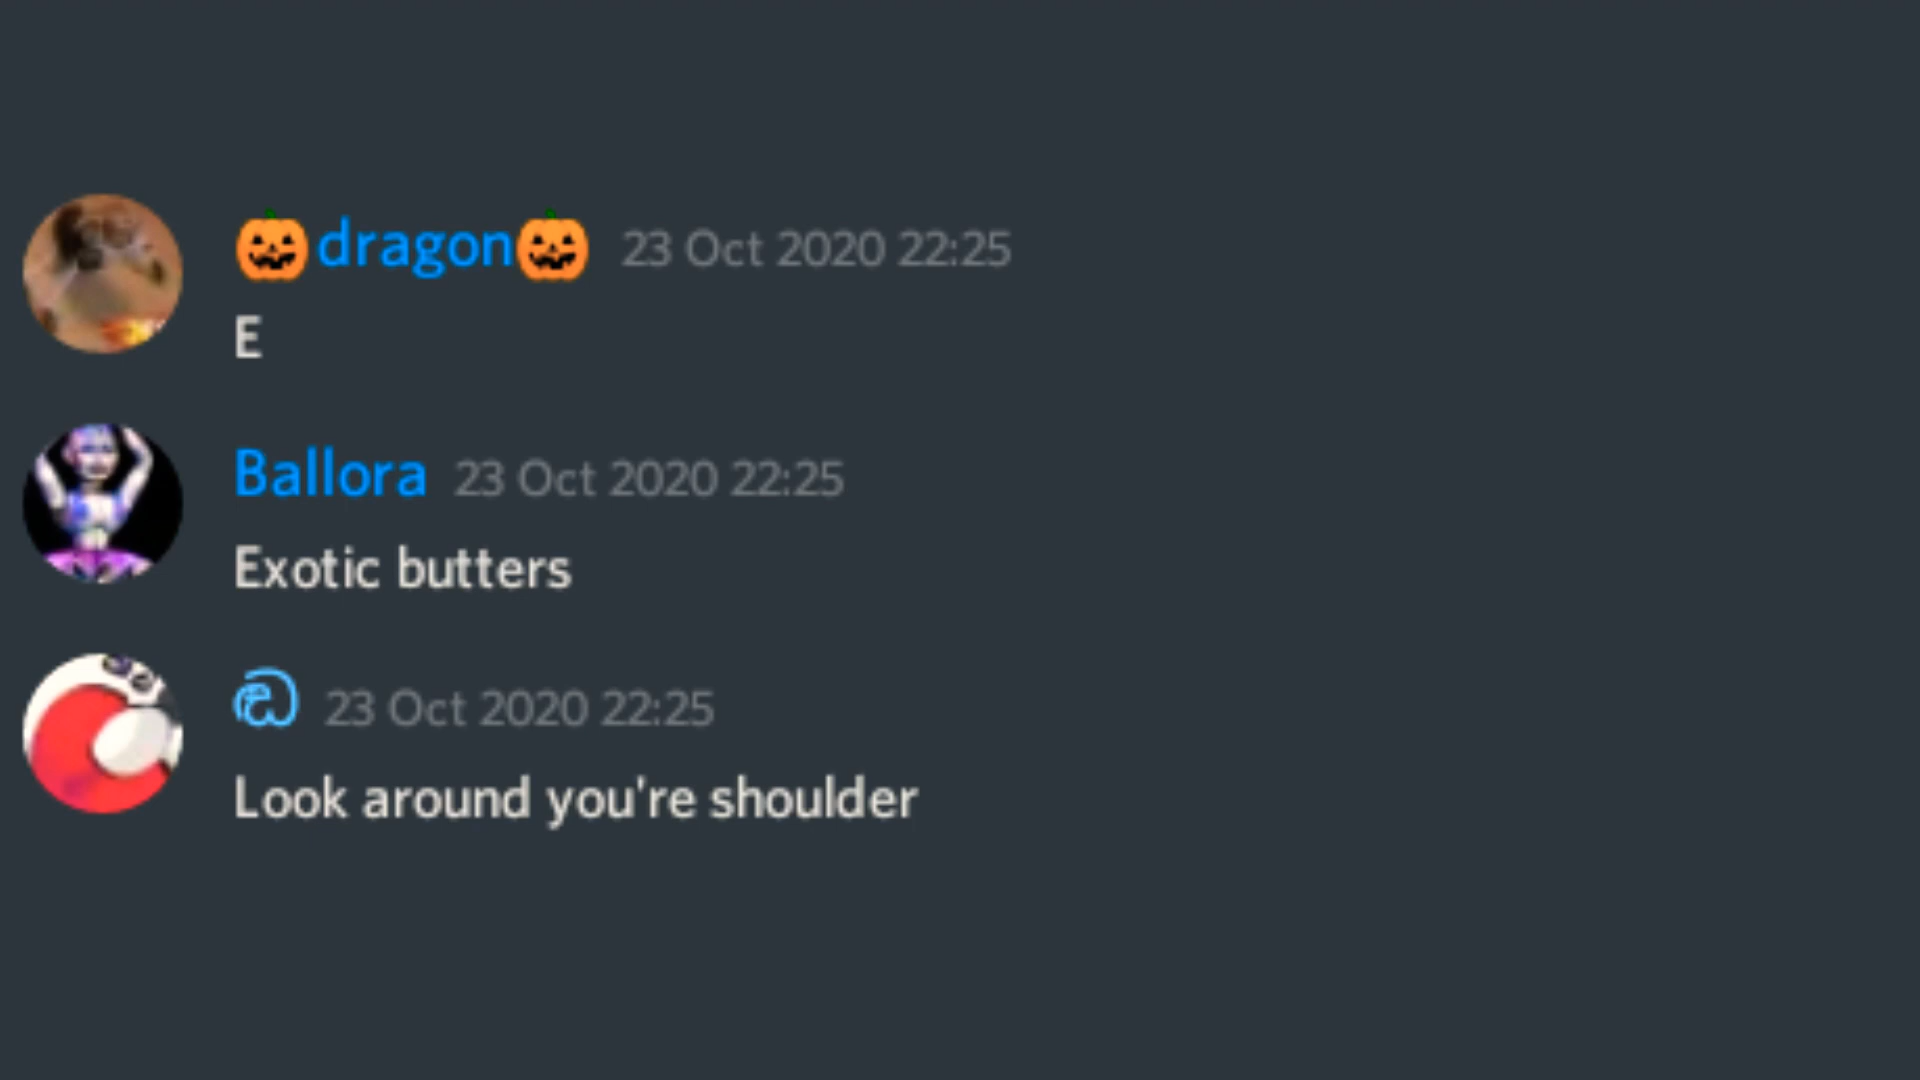 🎃dragon🎃 23 Oct 2020 22:25
E
Ballora 23 Oct 2020 22:25
Exotic butters
23 Oct 2020 22:25
Look around you're shoulder